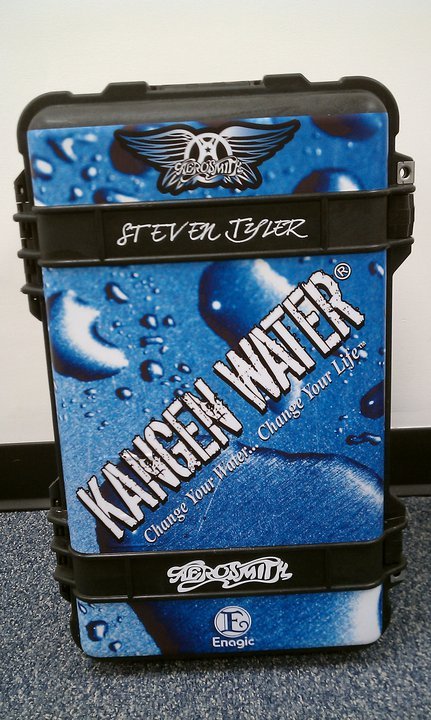 AEROSMITH
STEVEN TYLER
KANGEN WATER®
Change Your Water... Change Your Life™
AEROSMITH
E
Enagic